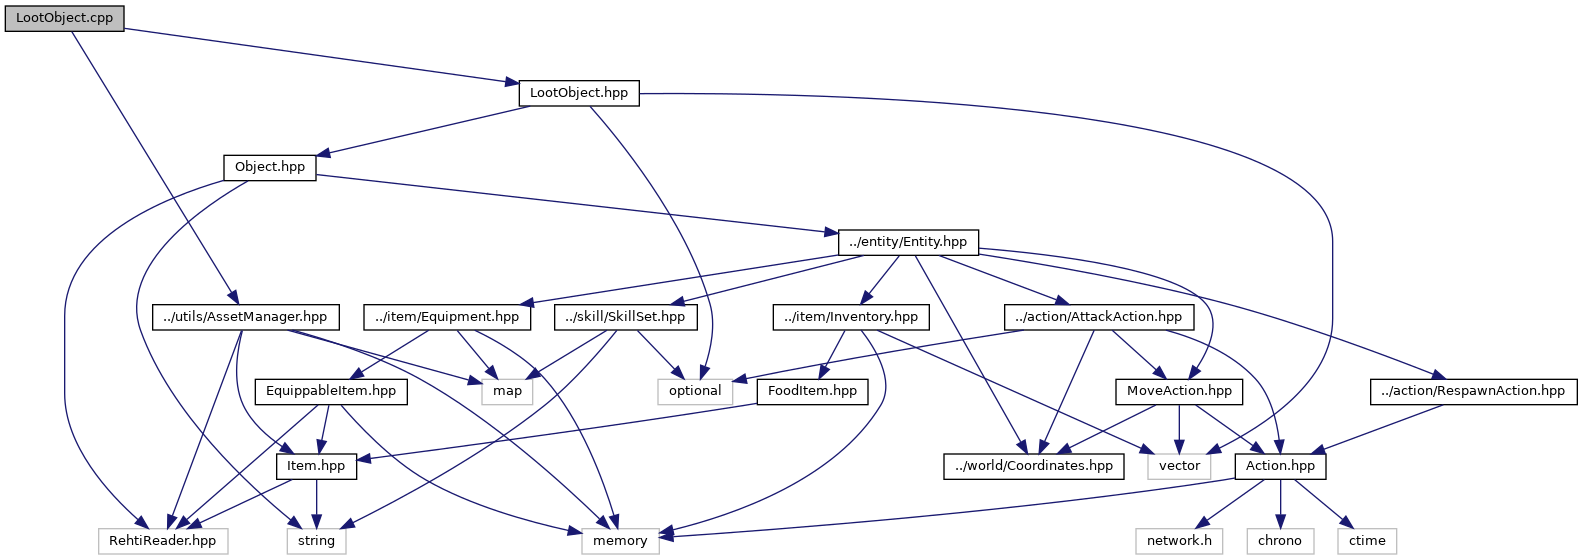 LootObject.cpp
LootObject.hpp
Object.hpp
../entity/Entity.hpp
../utils/AssetManager.hpp
../item/Equipment.hpp
../skill/SkillSet.hpp
../item/Inventory.hpp
../action/AttackAction.hpp
EquippableItem.hpp
map
optional
FoodItem.hpp
MoveAction.hpp
../action/RespawnAction.hpp
Item.hpp
../world/Coordinates.hpp
vector
Action.hpp
RehtiReader.hpp
string
memory
network.h
chrono
ctime